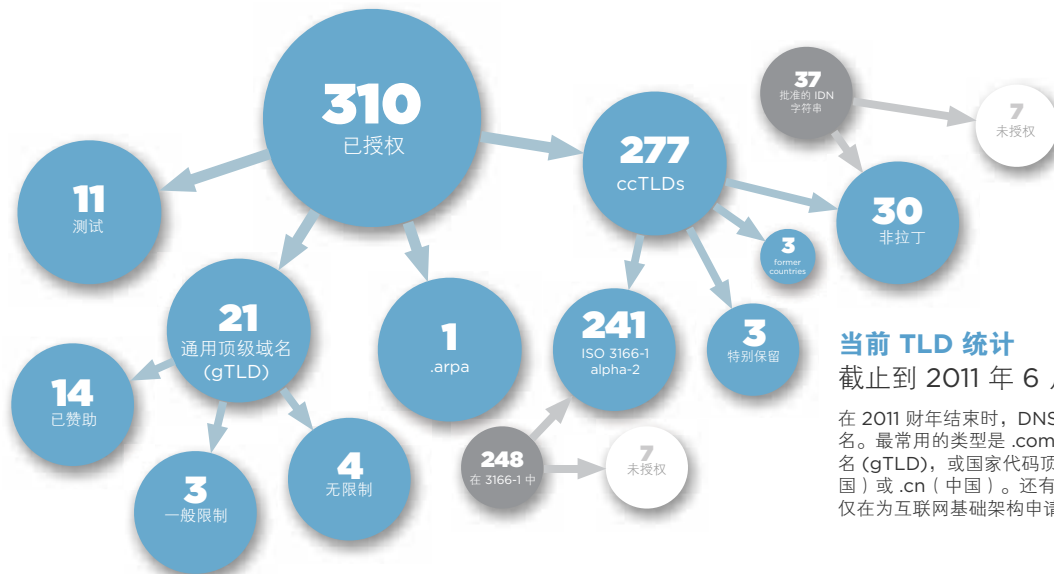 310
已授权
11
测试
21
通用顶级域名
(gTLD)
14
已赞助
3
一般限制
4
无限制
1
.arpa
277
ccTLDs
241
ISO 3166-1
alpha-2
248
在 3166-1 中
7
未授权
3
特别保留
3
former
countries
30
非拉丁
37
批准的 IDN
字符串
7
未授权
当前 TLD 统计
截止到 2011 年 6
在 2011 财年结束时，DNS
名。最常用的类型是 .com
名 (gTLD)，或国家代码顶
国）或 .cn（中国）。还有
仅在为互联网基础架构申请